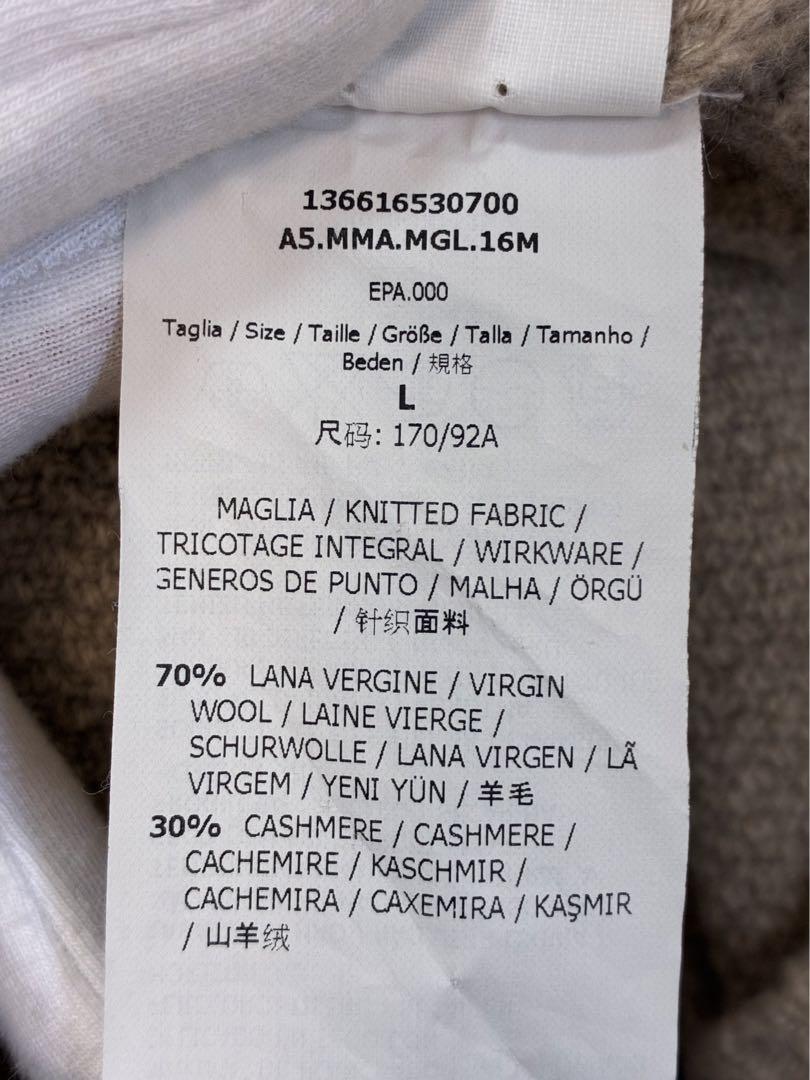 136616530700
A5.MMA.MGL.16M
EPA.000
Taglia / Size / Taille / Größe / Talla / Tamanho /
Beden / 規格
L
尺码: 170/92A
MAGLIA / KNITTED FABRIC /
TRICOTAGE INTEGRAL / WIRKWARE /
GENEROS DE PUNTO / MALHA / ÖRGÜ
/ 针织面料
70% LANA VERGINE / VIRGIN
WOOL / LAINE VIERGE /
SCHURWOLLE / LANA VIRGEN / LÃ
VIRGEM / YENI YÜN / 羊毛
30% CASHMERE / CASHMERE /
CACHEMIRE / KASCHMIR /
CACHEMIRA / CAXEMIRA / KAŞMIR
/ 山羊绒